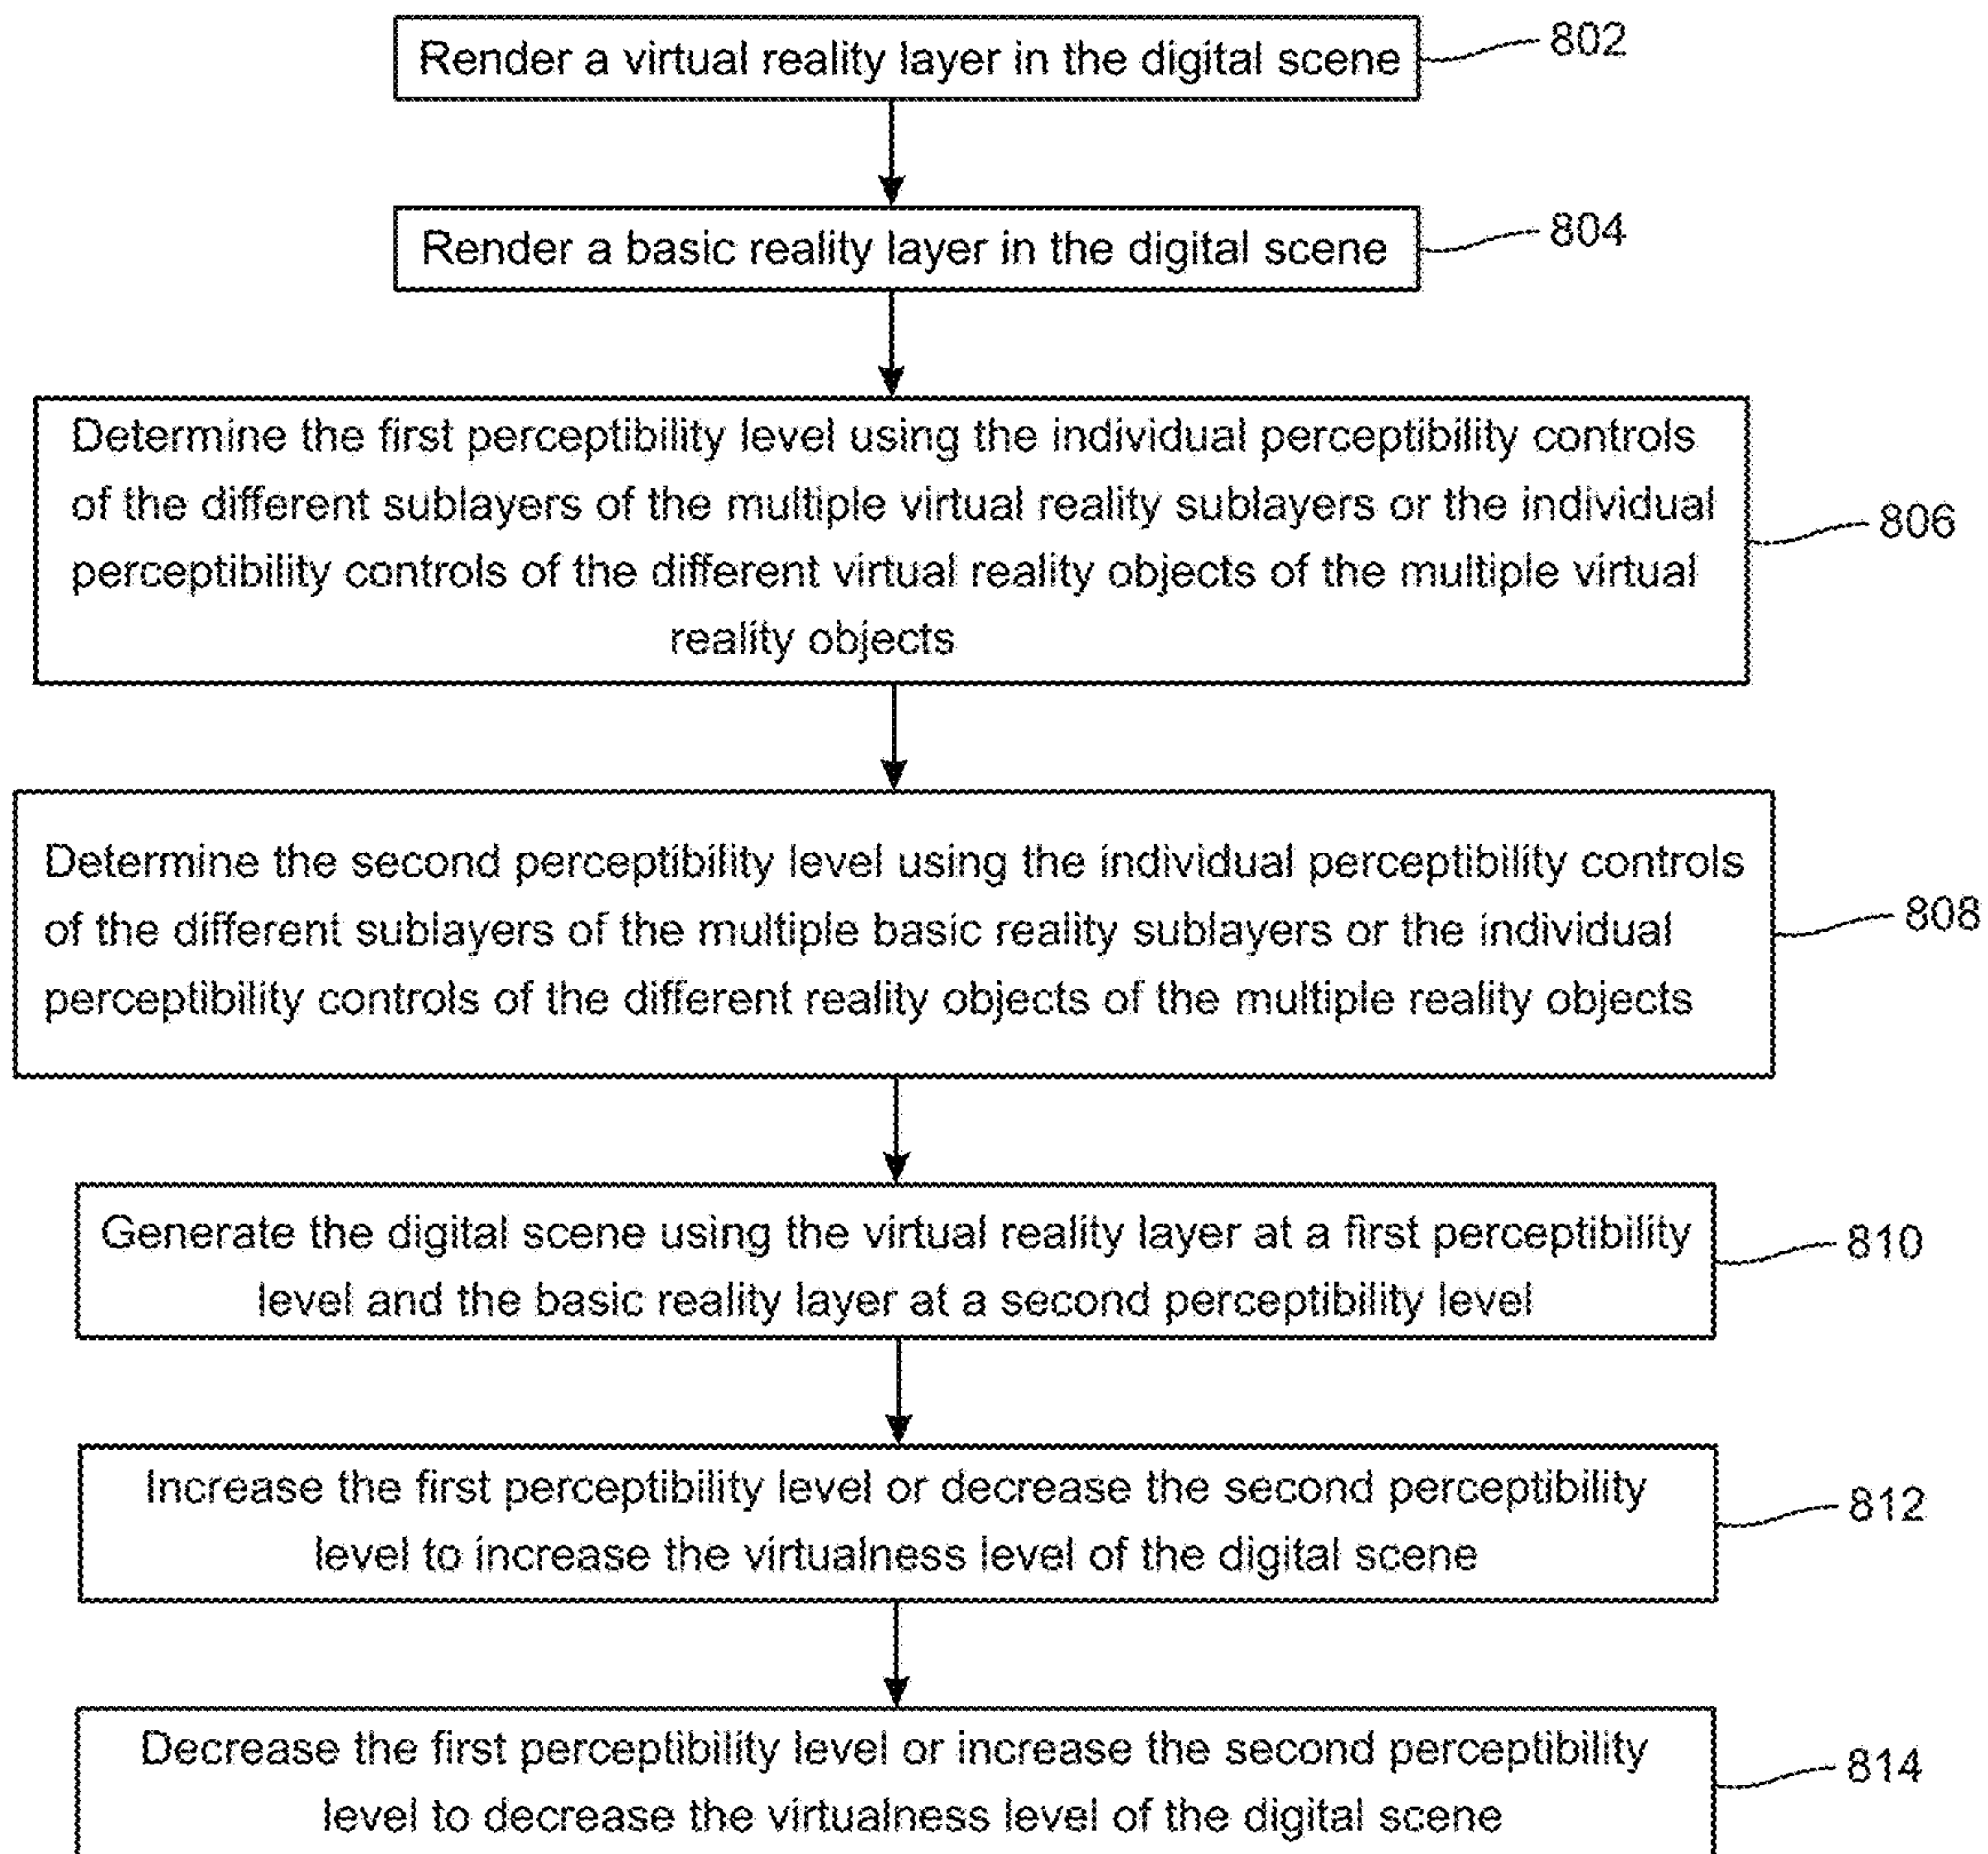 Render a virtual reality layer in the digital scene
802
Render a basic reality layer in the digital scene
804
Determine the first perceptibility level using the individual perceptibility controls
of the different sublayers of the multiple virtual reality sublayers or the individual
perceptibility controls of the different virtual reality objects of the multiple virtual
reality objects
806
Determine the second perceptibility level using the individual perceptibility controls
of the different sublayers of the multiple basic reality sublayers or the individual
perceptibility controls of the different reality objects of the multiple reality objects
808
Generate the digital scene using the virtual reality layer at a first perceptibility
level and the basic reality layer at a second perceptibility level
810
Increase the first perceptibility level or decrease the second perceptibility
level to increase the virtualness level of the digital scene
812
Decrease the first perceptibility level or increase the second perceptibility
level to decrease the virtualness level of the digital scene
814